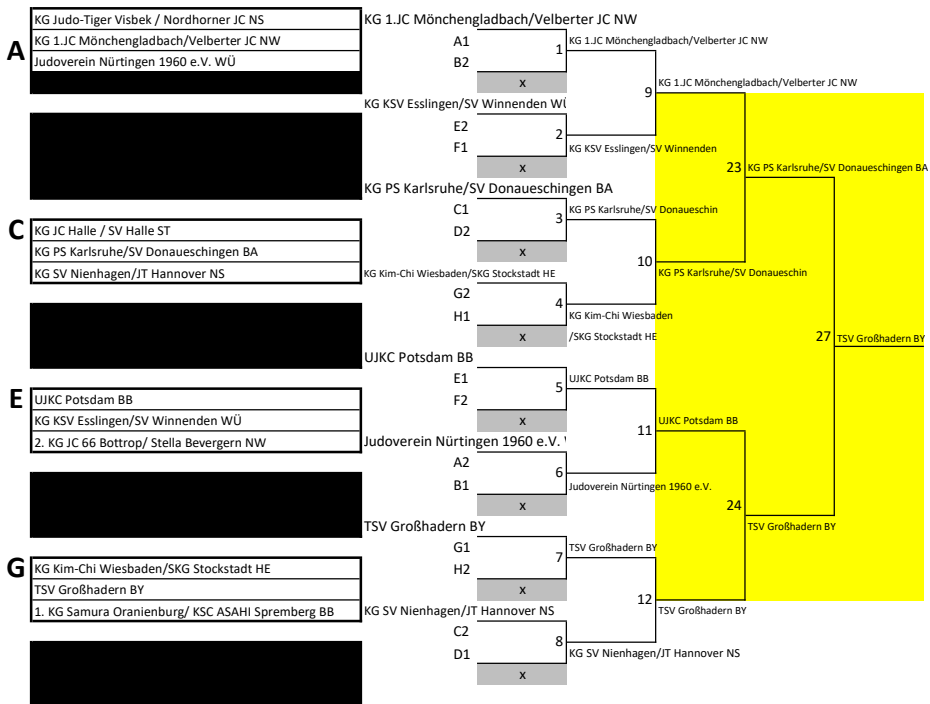 A
KG Judo-Tiger Visbek / Nordhorner JC NS
KG 1.JC Mönchengladbach/Velberter JC NW
Judoverein Nürtingen 1960 e.V. WÜ
C
KG JC Halle / SV Halle ST
KG PS Karlsruhe/SV Donaueschingen BA
KG SV Nienhagen/JT Hannover NS
E
UJKC Potsdam BB
KG KSV Esslingen/SV Winnenden WÜ
2. KG JC 66 Bottrop/ Stella Bevergern NW
G
KG Kim-Chi Wiesbaden/SKG Stockstadt HE
TSV Großhadern BY
1. KG Samura Oranienburg/ KSC ASAHI Spremberg BB
KG 1.JC Mönchengladbach/Velberter JC NW
A1
1
B2
x
KG KSV Esslingen/SV Winnenden WÜ
E2
2
F1
x
KG PS Karlsruhe/SV Donaueschingen BA
C1
3
D2
x
KG Kim-Chi Wiesbaden/SKG Stockstadt HE
G2
4
H1
x
UJKC Potsdam BB
E1
5
F2
x
Judoverein Nürtingen 1960 e.V.
A2
6
B1
x
TSV Großhadern BY
G1
7
H2
x
KG SV Nienhagen/JT Hannover NS
C2
8
D1
x
KG 1.JC Mönchengladbach/Velberter JC NW
9
KG KSV Esslingen/SV Winnenden
KG PS Karlsruhe/SV Donaueschin
10
KG Kim-Chi Wiesbaden
/SKG Stockstadt HE
UJKC Potsdam BB
11
Judoverein Nürtingen 1960 e.V.
TSV Großhadern BY
12
KG SV Nienhagen/JT Hannover NS
KG 1.JC Mönchengladbach/Velberter JC NW
23
KG PS Karlsruhe/SV Donaueschin
UJKC Potsdam BB
24
TSV Großhadern BY
KG PS Karlsruhe/SV Donaueschingen BA
27
TSV Großhadern BY
TSV Großhadern BY